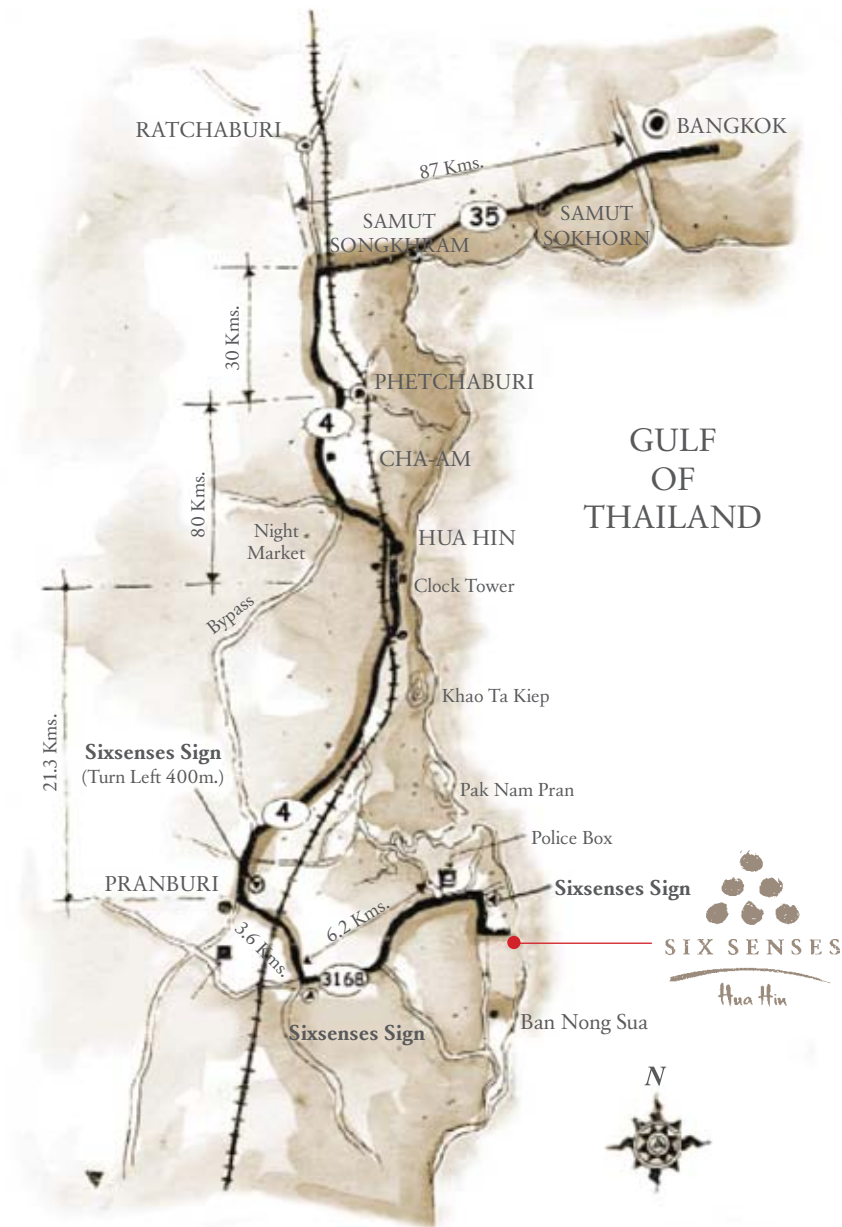 RATCHABURI
BANGKOK
87 Kms.
35
SAMUT
SONGKHRAM
SAMUT
SOKHORN
30 Kms.
PHETCHABURI
4
CHA-AM
GULF
OF
THAILAND
80 Kms.
Night
Market
HUA HIN
Clock Tower
Bypass
Khao Ta Kiep
21.3 Kms.
Sixsenses Sign
(Turn Left 400m.)
Pak Nam Pran
4
Police Box
PRANBURI
Sixsenses Sign
6.2 Kms.
3.6 Kms.
SIX SENSES
Hua Hin
3168
Sixsenses Sign
Ban Nong Sua
N